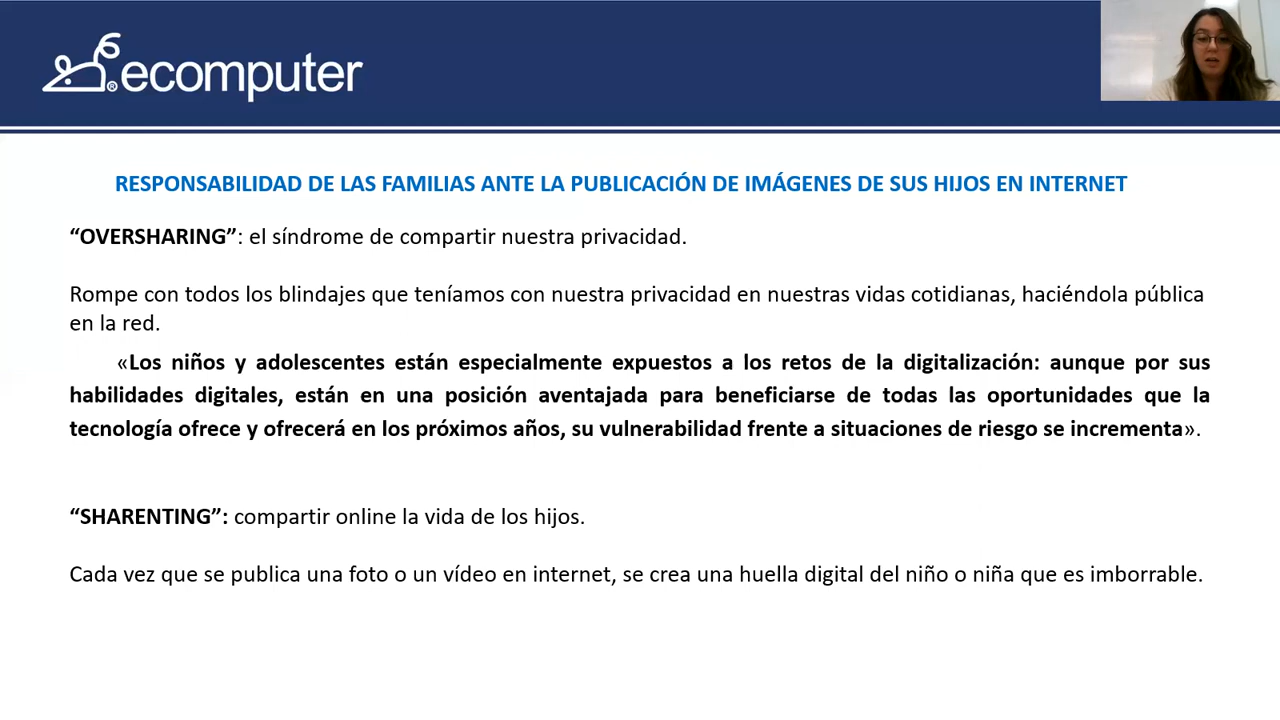 ecomputer
RESPONSABILIDAD DE LAS FAMILIAS ANTE LA PUBLICACIÓN DE IMÁGENES DE SUS HIJOS EN INTERNET
“OVERSHARING”: el síndrome de compartir nuestra privacidad.
Rompe con todos los blindajes que teníamos con nuestra privacidad en nuestras vidas cotidianas, haciéndola pública
en la red.
«Los niños y adolescentes están especialmente expuestos a los retos de la digitalización: aunque por sus
habilidades digitales, están en una posición aventajada para beneficiarse de todas las oportunidades que la
tecnología ofrece y ofrecerá en los próximos años, su vulnerabilidad frente a situaciones de riesgo se incrementa».
“SHARENTING”: compartir online la vida de los hijos.
Cada vez que se publica una foto o un vídeo en internet, se crea una huella digital del niño o niña que es imborrable.